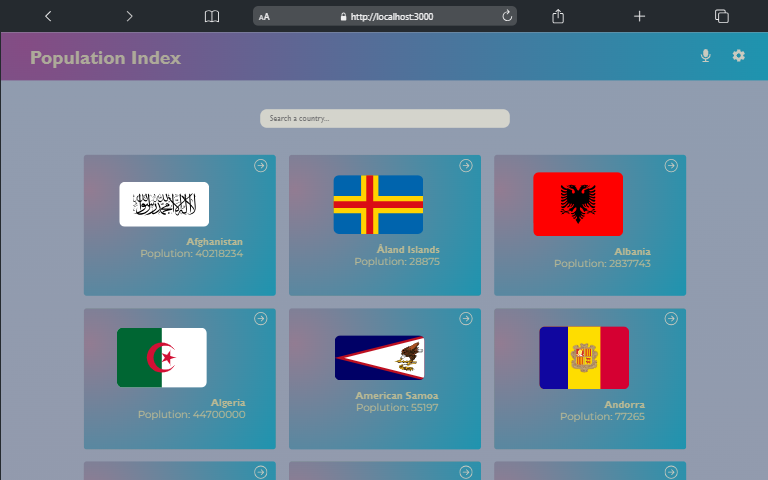 AA http://localhost:3000
Population Index
Search a country...
Afghanistan
Poplution: 40218234
Åland Islands
Poplution: 28875
Albania
Poplution: 2837743
Algeria
Poplution: 44700000
American Samoa
Poplution: 55197
Andorra
Poplution: 77265